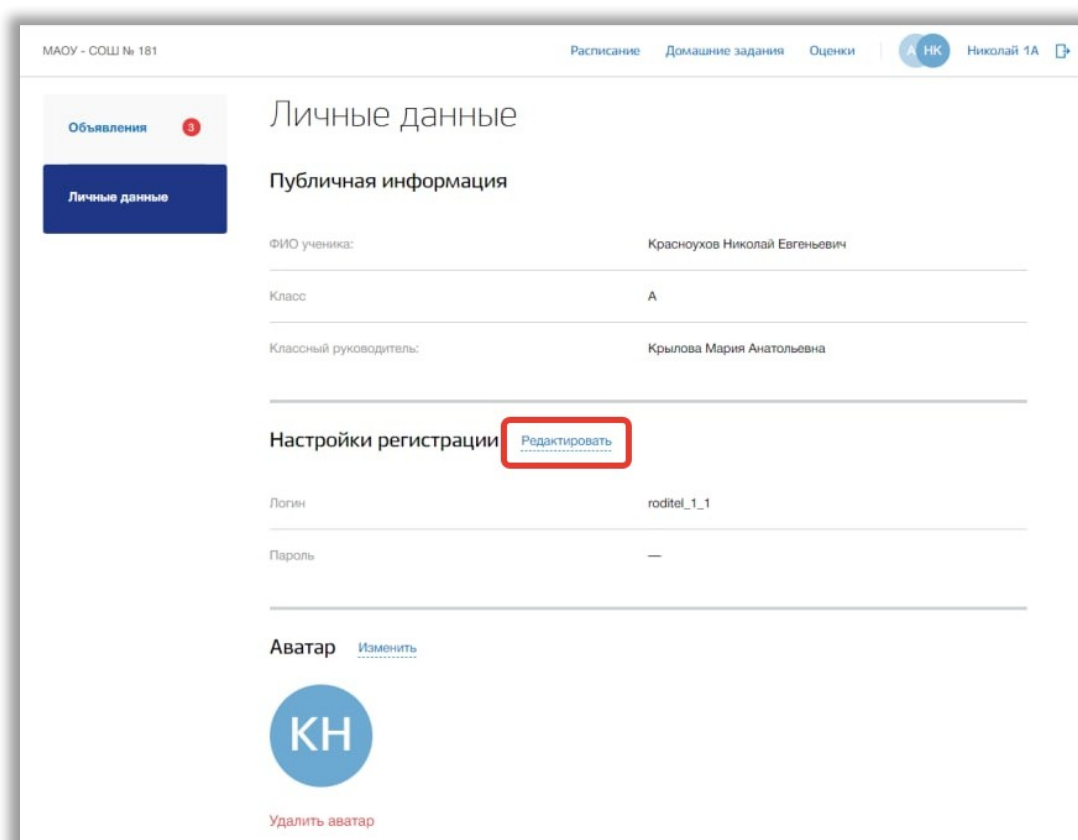 МАОУ - СОШ № 181
Расписание Домашние задания Оценки А НК Николай 1А
Объявления 3
Личные данные
Личные данные
Публичная информация
ФИО ученика: Красноухов Николай Евгеньевич
Класс А
Классный руководитель: Крылова Мария Анатольевна
Настройки регистрации Редактировать
Логин roditel_1_1
Пароль —
Аватар Изменить
КН
Удалить аватар